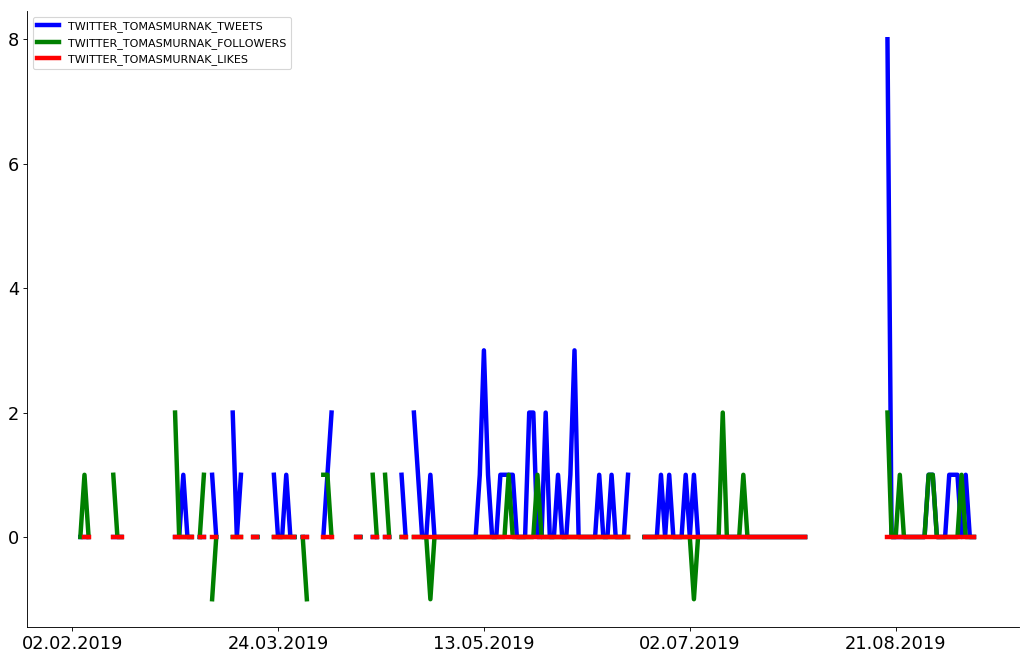 TWITTER_TOMASMURNAK_TWEETS
TWITTER_TOMASMURNAK_FOLLOWERS
TWITTER_TOMASMURNAK_LIKES
8
6
4
2
0
02.02.2019 24.03.2019 13.05.2019 02.07.2019 21.08.2019